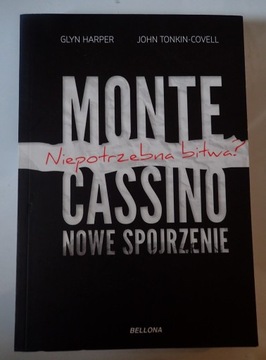 GLYN HARPER JOHN TONKIN-COVELL
MONTE
Niepotrzebna bitwa?
CASSINO
NOWE SPOJRZENIE
BELLONA